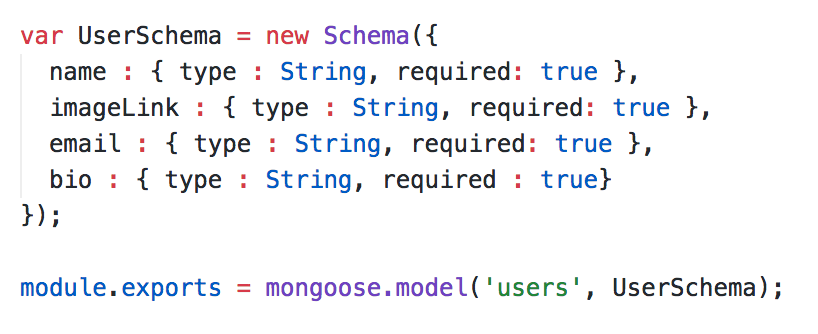 var UserSchema = new Schema({
  name : { type : String, required: true },
  imageLink : { type : String, required: true },
  email : { type : String, required: true },
  bio : { type : String, required : true}
});

module.exports = mongoose.model('users', UserSchema);